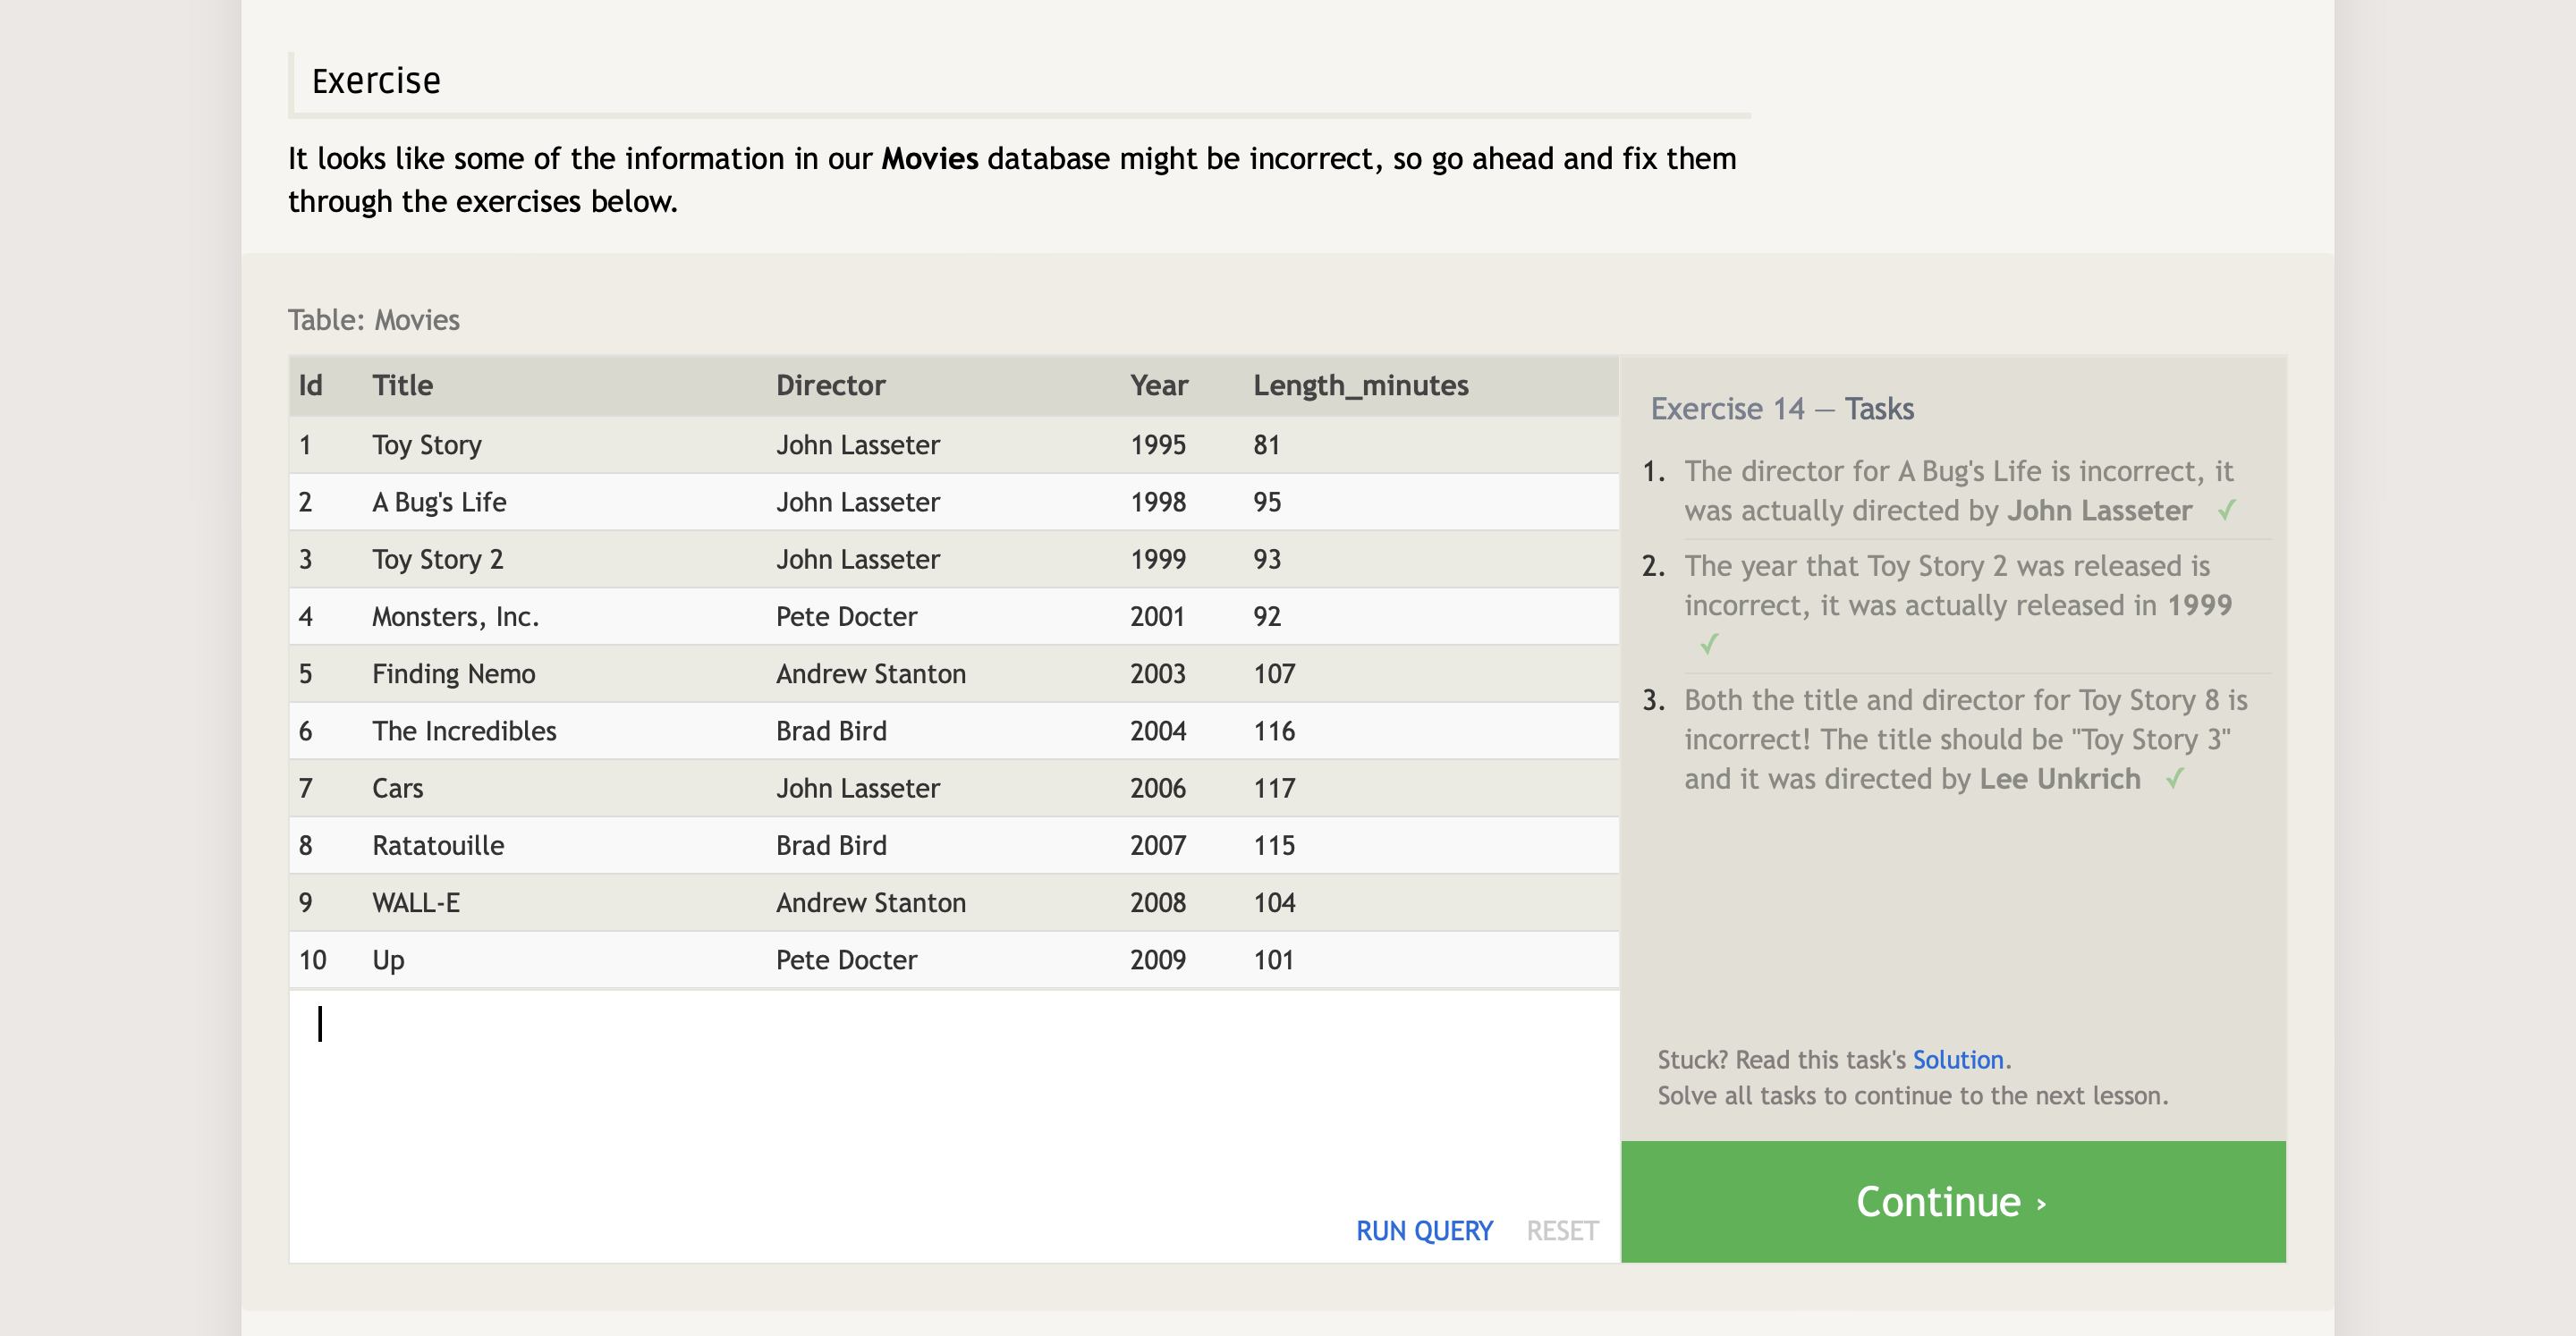 Exercise
It looks like some of the information in our Movies database might be incorrect, so go ahead and fix them
through the exercises below.
Table: Movies
Id Title Director Year Length_minutes
1 Toy Story John Lasseter 1995 81
2 A Bug's Life John Lasseter 1998 95
3 Toy Story 2 John Lasseter 1999 93
4 Monsters, Inc. Pete Docter 2001 92
5 Finding Nemo Andrew Stanton 2003 107
6 The Incredibles Brad Bird 2004 116
7 Cars John Lasseter 2006 117
8 Ratatouille Brad Bird 2007 115
9 WALL-E Andrew Stanton 2008 104
10 Up Pete Docter 2009 101
RUN QUERY RESET
Exercise 14 — Tasks
1. The director for A Bug's Life is incorrect, it
was actually directed by John Lasseter ✓
2. The year that Toy Story 2 was released is
incorrect, it was actually released in 1999
✓
3. Both the title and director for Toy Story 8 is
incorrect! The title should be "Toy Story 3"
and it was directed by Lee Unkrich ✓
Stuck? Read this task's Solution.
Solve all tasks to continue to the next lesson.
Continue ›